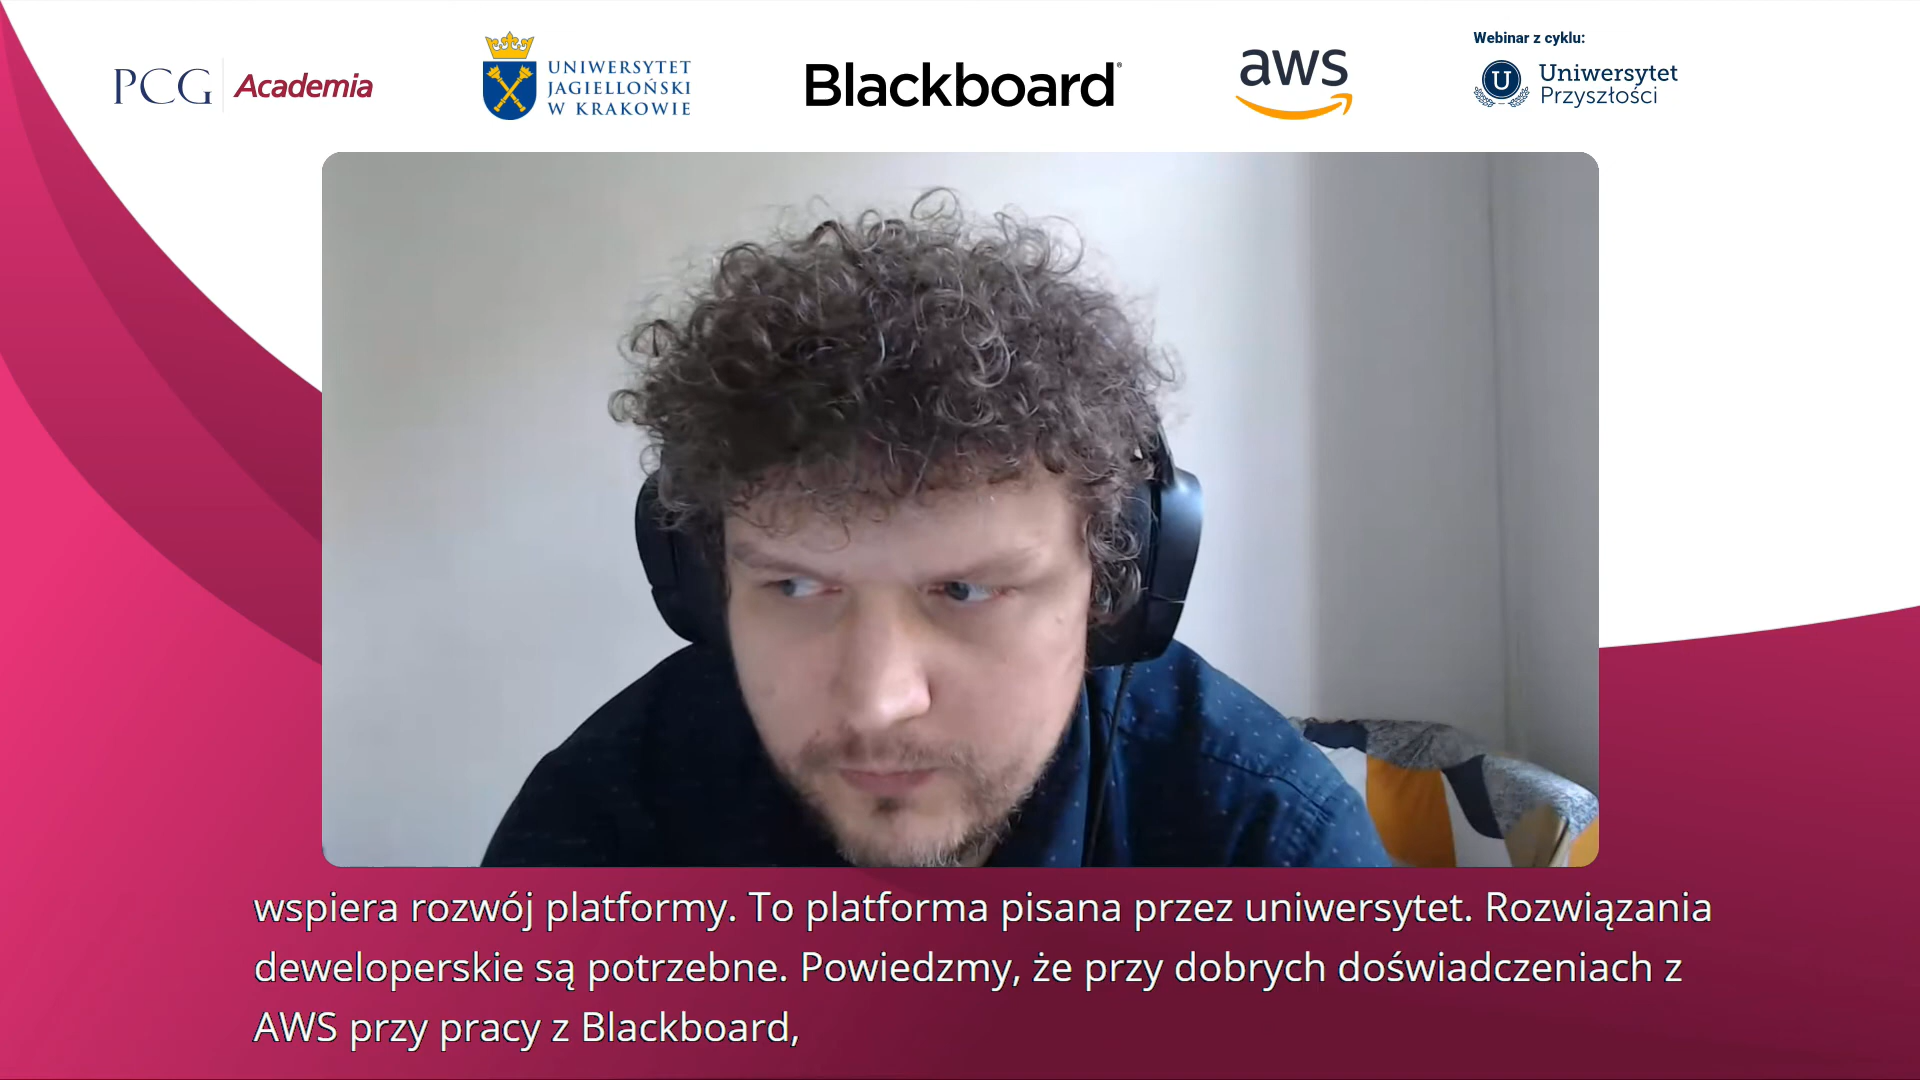 PCG Academia
UNIWERSYTET
JAGIELLOŃSKI
W KRAKOWIE
Blackboard
aws
Webinar z cyklu:
U
Uniwersytet
Przyszłości
wspiera rozwój platformy. To platforma pisana przez uniwersytet. Rozwiązania
deweloperskie są potrzebne. Powiedzmy, że przy dobrych doświadczeniach z
AWS przy pracy z Blackboard,